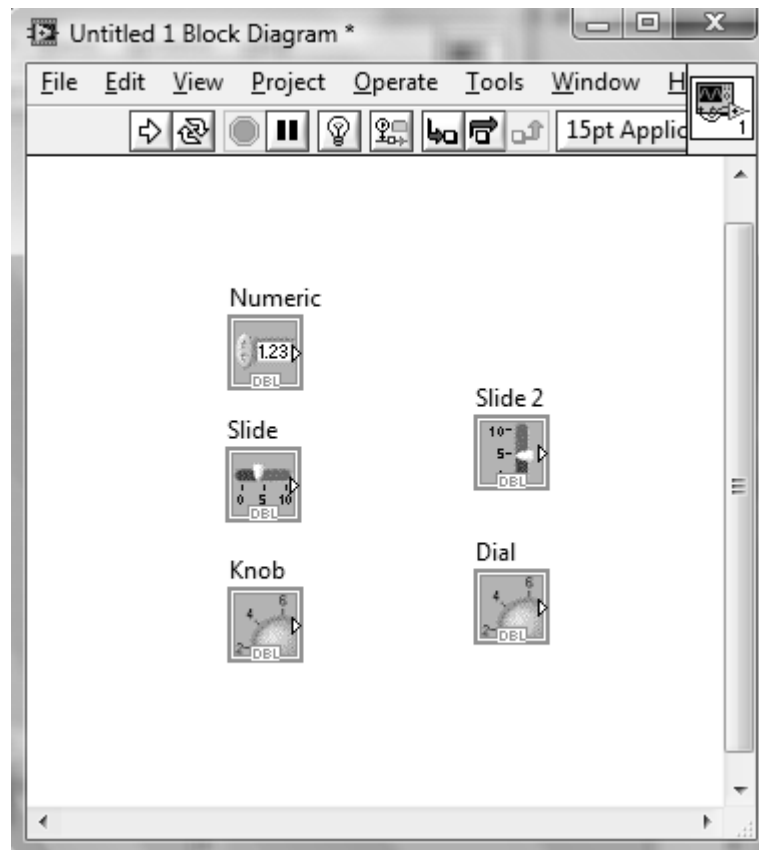 Untitled 1 Block Diagram *
File Edit View Project Operate Tools Window H
15pt Applic
1
Numeric
1.23
DBL
Slide
0 5 10
DBL
Slide 2
10
5
DBL
Knob
2 4 6
DBL
Dial
2 4 6
DBL